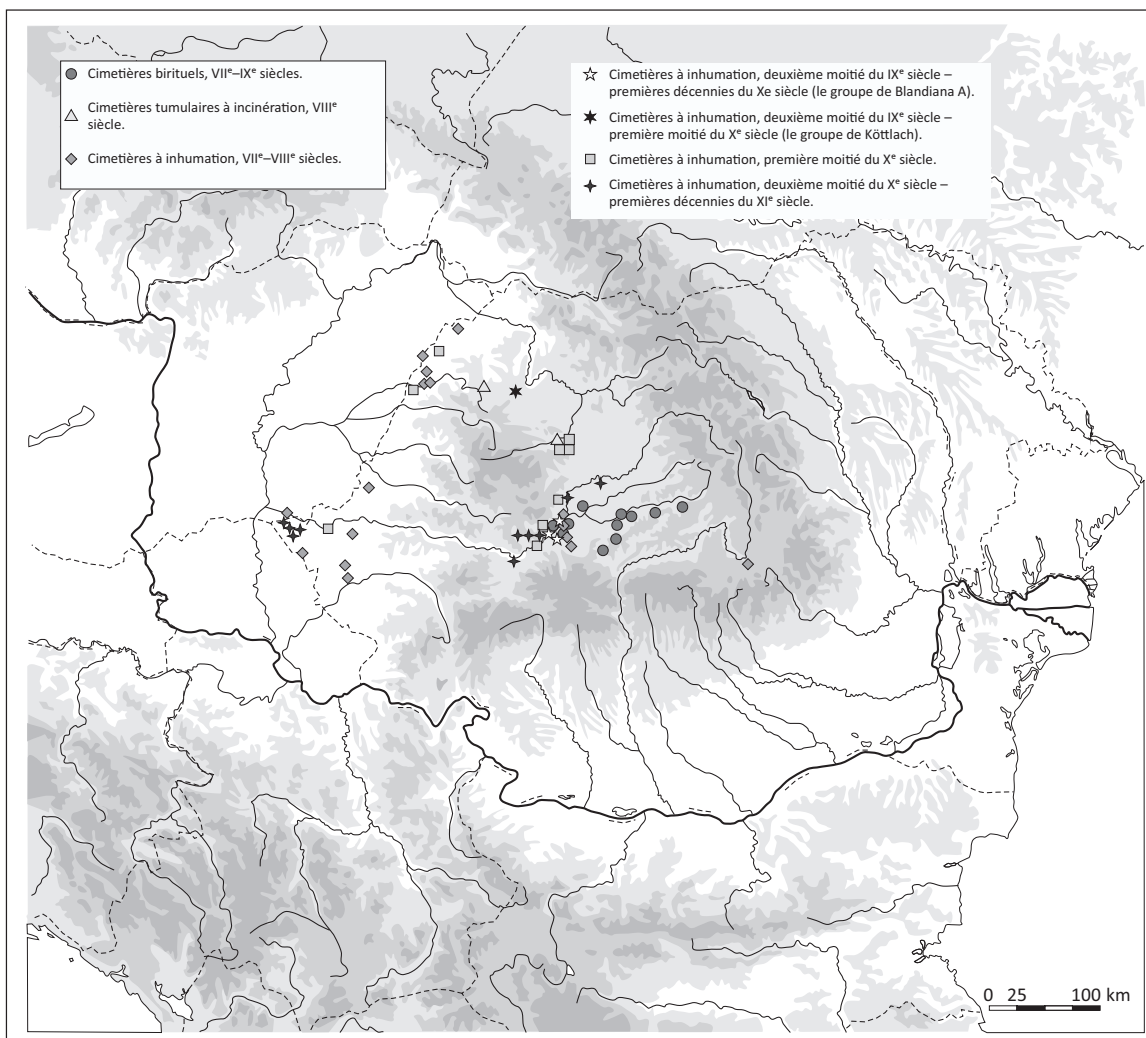 Cimetières birituels, VIIe–IXe siècles.
Cimetières tumulaires à incinération, VIIIe
siècle.
Cimetières à inhumation, VIIe–VIIIe siècles.
Cimetières à inhumation, deuxième moitié du IXe siècle –
premières décennies du Xe siècle (le groupe de Blandiana A).
Cimetières à inhumation, deuxième moitié du IXe siècle –
première moitié du Xe siècle (le groupe de Köttlach).
Cimetières à inhumation, première moitié du Xe siècle.
Cimetières à inhumation, deuxième moitié du Xe siècle –
premières décennies du XIe siècle.
0 25 100 km